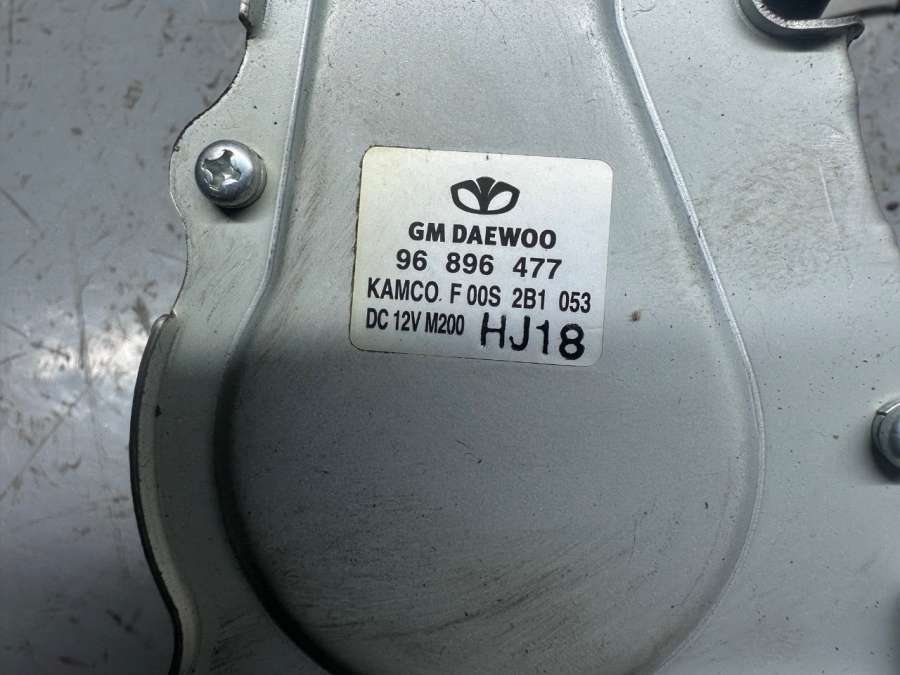 GM DAEWOO
96 896 477
KAMCO. F 00S 2B1 053
DC 12V M200 HJ18